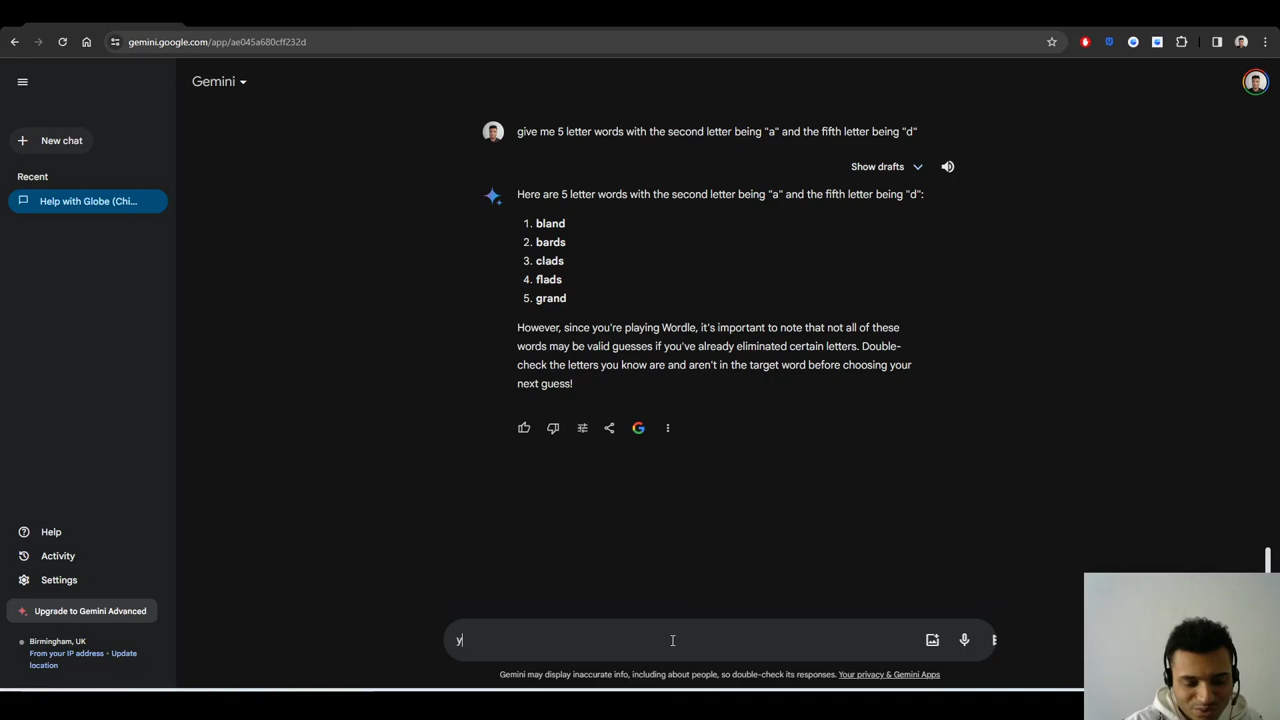 gemini.google.com/app/ae045a680cff232d
Gemini
New chat
give me 5 letter words with the second letter being "a" and the fifth letter being "d"
Show drafts
Recent
Help with Globe (Chi...
Here are 5 letter words with the second letter being "a" and the fifth letter being "d":
1. bland
2. bards
3. clads
4. flads
5. grand
However, since you're playing Wordle, it's important to note that not all of these
words may be valid guesses if you've already eliminated certain letters. Double-
check the letters you know are and aren't in the target word before choosing your
next guess!
Help
Activity
Settings
Upgrade to Gemini Advanced
Birmingham, UK
From your IP address • Update
location
y
Gemini may display inaccurate info, including about people, so double-check its responses. Your privacy & Gemini Apps